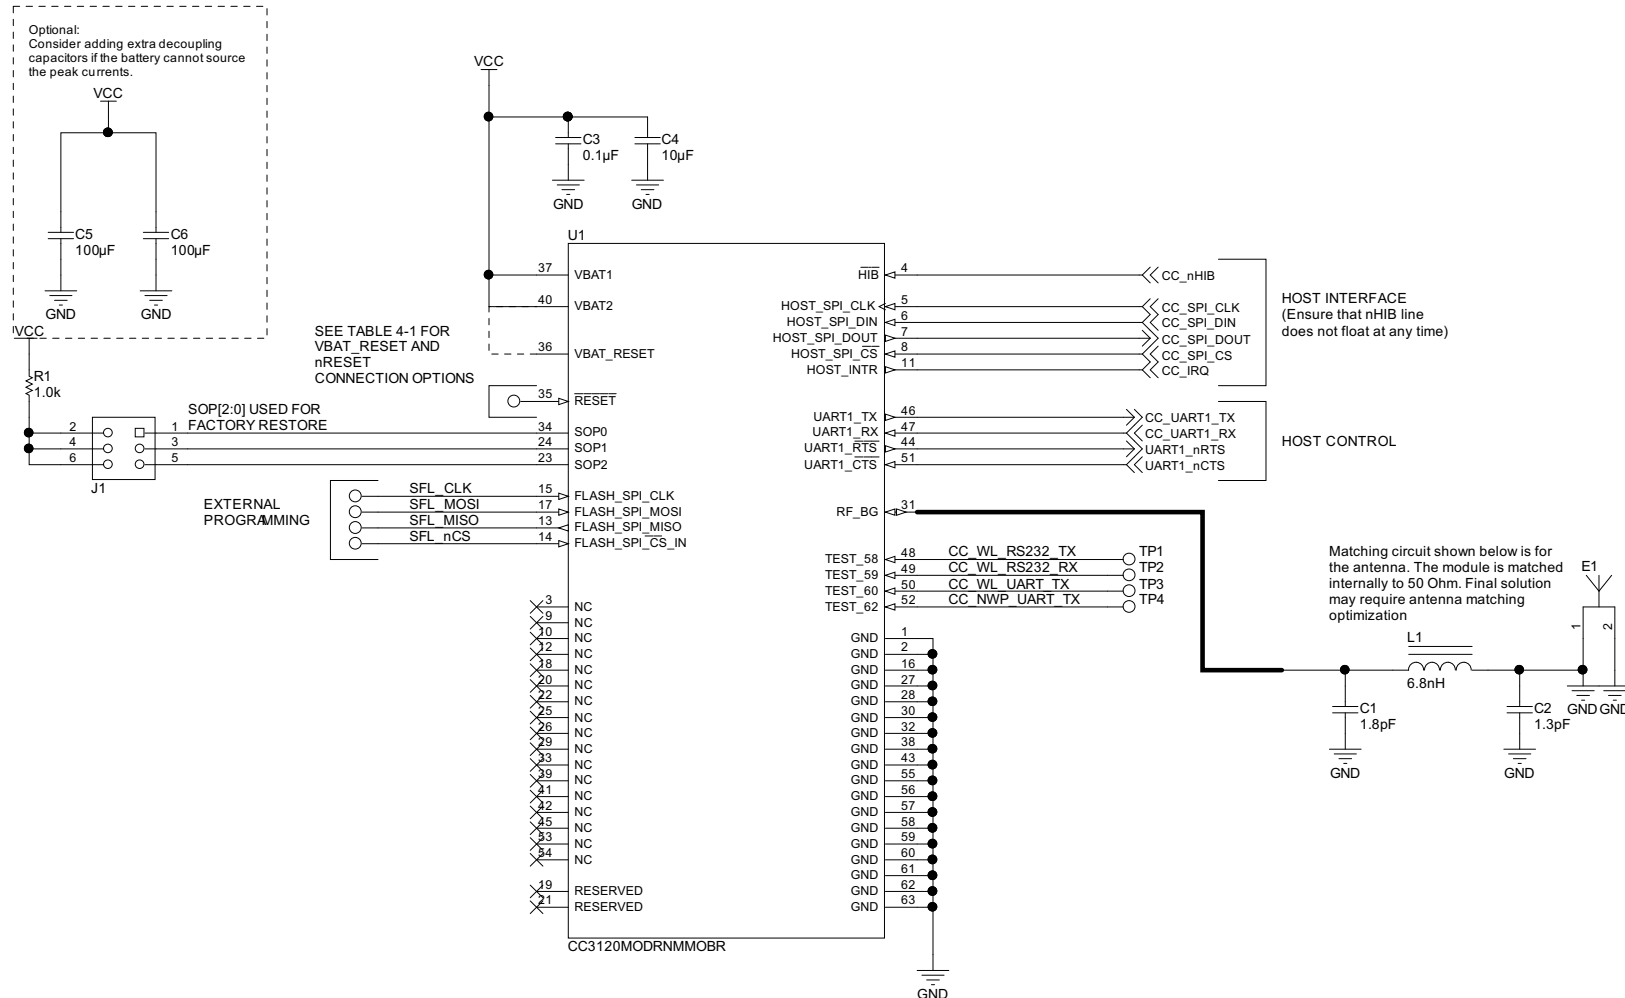 Optional:
Consider adding extra decoupling
capacitors if the battery cannot source
the peak currents.
VCC
C5
100µF
C6
100µF
GND
GND
VCC
R1
1.0k
VCC
C3
0.1µF
C4
10µF
GND
GND
SEE TABLE 4-1 FOR
VBAT_RESET AND
nRESET
CONNECTION OPTIONS
SOP[2:0] USED FOR
FACTORY RESTORE
2 1
4 3
6 5
J1
EXTERNAL
PROGRAMMING
SFL_CLK
SFL_MOSI
SFL_MISO
SFL_nCS
U1
37 VBAT1
40 VBAT2
36 VBAT_RESET
35 RESET
34 SOP0
24 SOP1
23 SOP2
15 FLASH_SPI_CLK
17 FLASH_SPI_MOSI
13 FLASH_SPI_MISO
14 FLASH_SPI_CS_IN
3 NC
9 NC
10 NC
12 NC
18 NC
20 NC
22 NC
25 NC
26 NC
29 NC
33 NC
39 NC
41 NC
42 NC
45 NC
53 NC
54 NC
19 RESERVED
21 RESERVED
CC3120MODRNMMOBR
HIB 4 CC_nHIB
HOST_SPI_CLK 5 CC_SPI_CLK
HOST_SPI_DIN 6 CC_SPI_DIN
HOST_SPI_DOUT 7 CC_SPI_DOUT
HOST_SPI_CS 8 CC_SPI_CS
HOST_INTR 11 CC_IRQ
HOST INTERFACE
(Ensure that nHIB line
does not float at any time)
UART1_TX 46 CC_UART1_TX
UART1_RX 47 CC_UART1_RX
UART1_RTS 44 UART1_nRTS
UART1_CTS 51 UART1_nCTS
HOST CONTROL
RF_BG 31
TEST_58 48 CC_WL_RS232_TX TP1
TEST_59 49 CC_WL_RS232_RX TP2
TEST_60 50 CC_WL_UART_TX TP3
TEST_62 52 CC_NWP_UART_TX TP4
GND 1
GND 2
GND 16
GND 27
GND 28
GND 30
GND 32
GND 38
GND 43
GND 55
GND 56
GND 57
GND 58
GND 59
GND 60
GND 61
GND 62
GND 63
GND
Matching circuit shown below is for
the antenna. The module is matched
internally to 50 Ohm. Final solution
may require antenna matching
optimization
E1
1 2
L1
6.8nH
C1
1.8pF
C2
1.3pF
GND GND
GND
GND